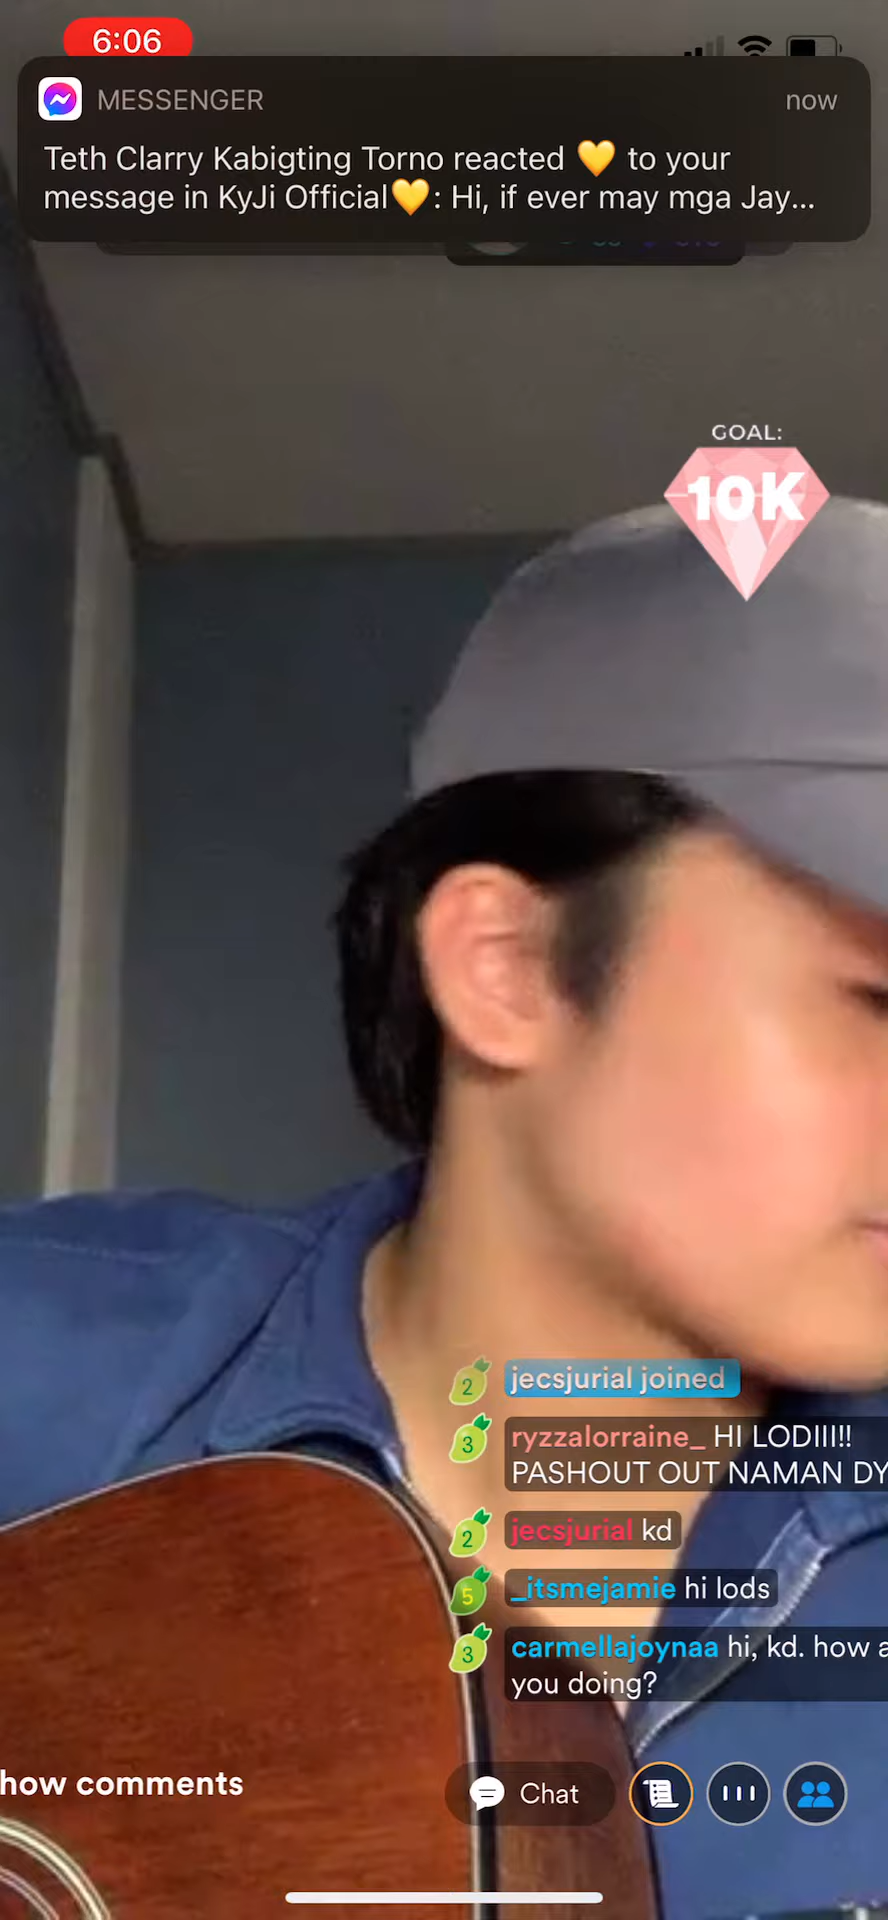 6:06
MESSENGER
now
Teth Clarry Kabigting Torno reacted 💛 to your
message in KyJi Official💛: Hi, if ever may mga Jay...
GOAL:
10K
2 jecsjurial joined
3 ryzzalorraine_ HI LODIII!!
PASHOUT OUT NAMAN DY
2 jecsjurial kd
5 _itsmejamie hi lods
3 carmellajoynaa hi, kd. how a
you doing?
how comments
Chat